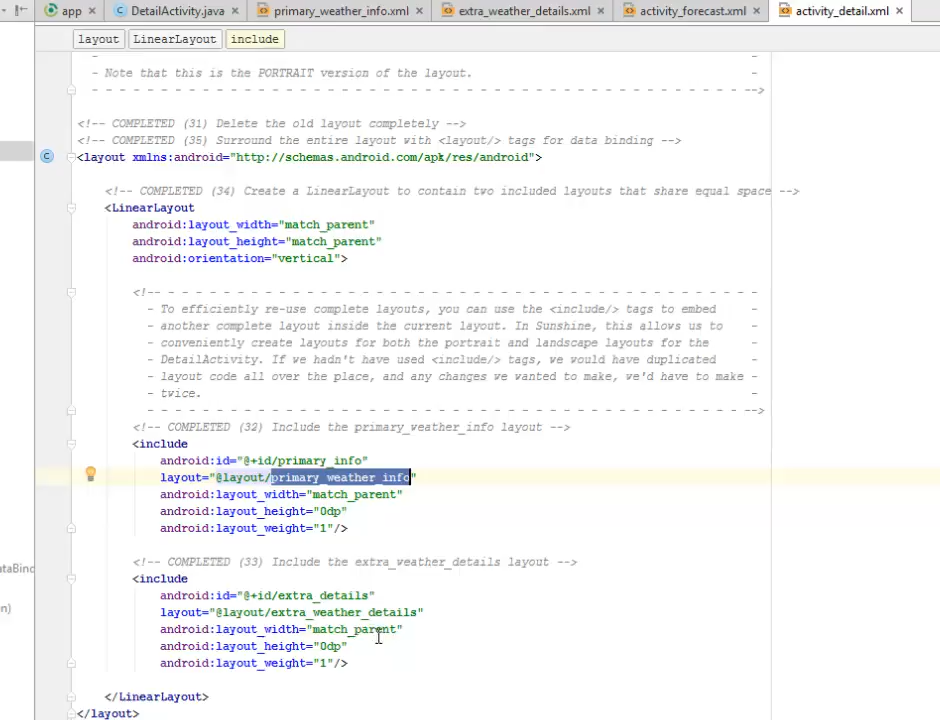 app DetailActivity.java primary_weather_info.xml extra_weather_details.xml activity_forecast.xml activity_detail.xml
layout LinearLayout include
-                                                                                   -
- Note that this is the PORTRAIT version of the layout. -
- - - - - - - - - - - - - - - - - - - - - - - - - - - - - - - - - - - - - - - - - - - - - - - -->
<!-- COMPLETED (31) Delete the old layout completely -->
<!-- COMPLETED (35) Surround the entire layout with <layout/> tags for data binding -->
<layout xmlns:android="http://schemas.android.com/apk/res/android">
<!-- COMPLETED (34) Create a LinearLayout to contain two included layouts that share equal space -->
<LinearLayout
android:layout_width="match_parent"
android:layout_height="match_parent"
android:orientation="vertical">
<!-- - - - - - - - - - - - - - - - - - - - - - - - - - - - - - - - - - - - - - - - - - - -
- To efficiently re-use complete layouts, you can use the <include/> tags to embed -
- another complete layout inside the current layout. In Sunshine, this allows us to -
- conveniently create layouts for both the portrait and landscape layouts for the -
- DetailActivity. If we hadn't have used <include/> tags, we would have duplicated -
- layout code all over the place, and any changes we wanted to make, we'd have to make -
- twice. -
- - - - - - - - - - - - - - - - - - - - - - - - - - - - - - - - - - - - - - - - - - - -->
<!-- COMPLETED (32) Include the primary_weather_info layout -->
<include
android:id="@+id/primary_info"
layout="@layout/primary_weather_info"
android:layout_width="match_parent"
android:layout_height="0dp"
android:layout_weight="1"/>
<!-- COMPLETED (33) Include the extra_weather_details layout -->
ataBind
<include
android:id="@+id/extra_details"
n)
layout="@layout/extra_weather_details"
android:layout_width="match_parent"
android:layout_height="0dp"
android:layout_weight="1"/>
</LinearLayout>
</layout>